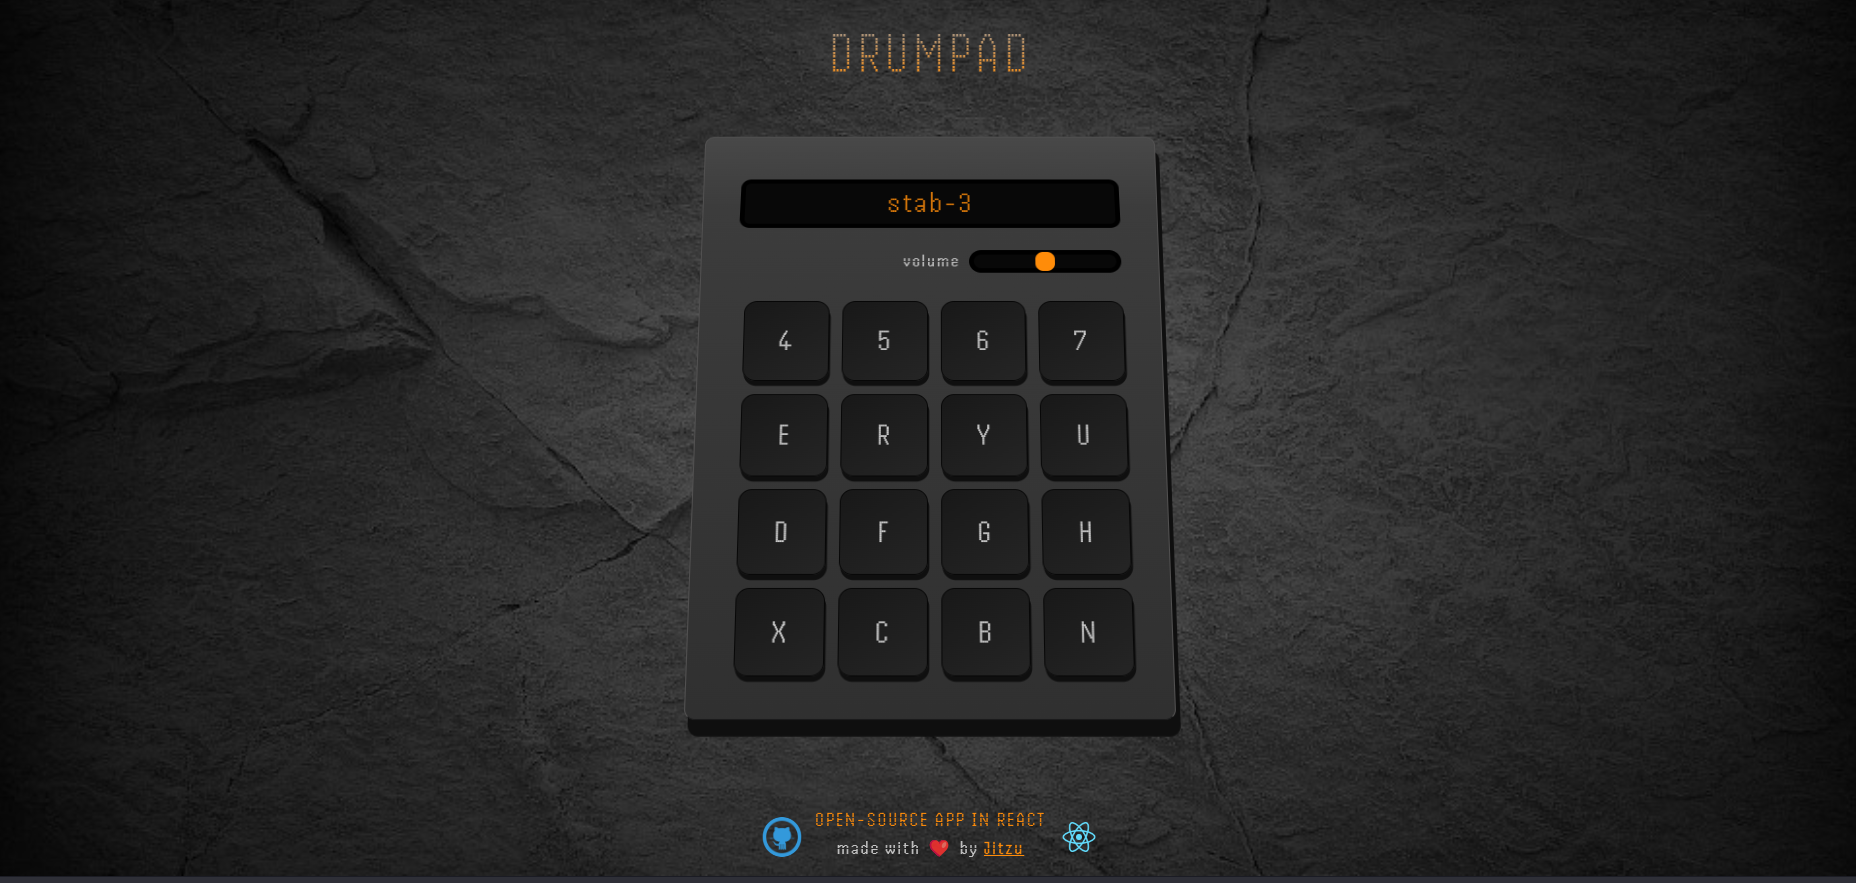 DRUMPAD
stab-3
volume
4 5 6 7
E R Y U
D F G H
X C B N
OPEN-SOURCE APP IN REACT
made with ❤️ by Jitzu